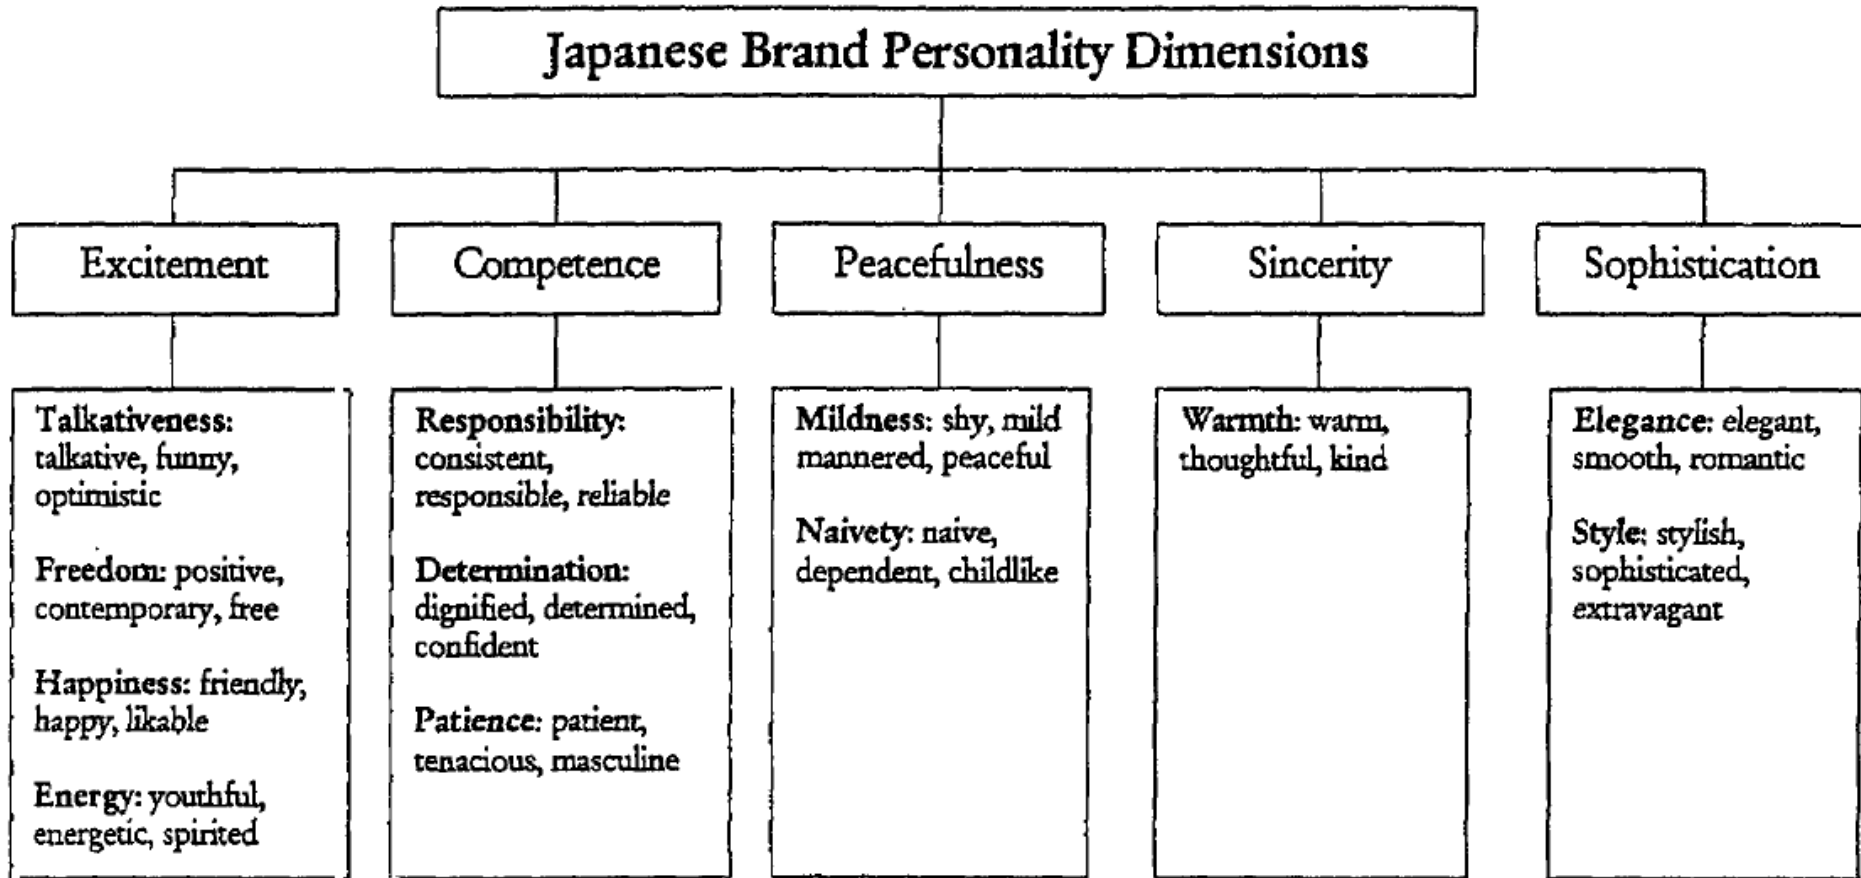 Japanese Brand Personality Dimensions
Excitement
Competence
Peacefulness
Sincerity
Sophistication
Talkativeness:
talkative, funny,
optimistic
Freedom: positive,
contemporary, free
Happiness: friendly,
happy, likable
Energy: youthful,
energetic, spirited
Responsibility:
consistent,
responsible, reliable
Determination:
dignified, determined,
confident
Patience: patient,
tenacious, masculine
Mildness: shy, mild
mannered, peaceful
Naivety: naive,
dependent, childlike
Warmth: warm,
thoughtful, kind
Elegance: elegant,
smooth, romantic
Style: stylish,
sophisticated,
extravagant